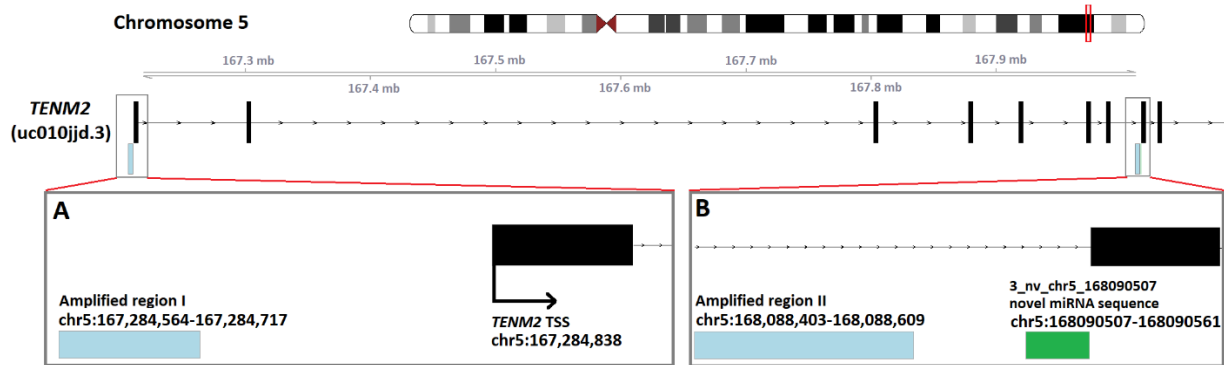 Chromosome 5
167.3 mb
167.5 mb
167.7 mb
167.9 mb
167.4 mb
167.6 mb
167.8 mb
TENM2
(uc010jjd.3)
A
Amplified region I
chr5:167,284,564-167,284,717
TENM2 TSS
chr5:167,284,838
B
Amplified region II
chr5:168,088,403-168,088,609
3_nv_chr5_168090507
novel miRNA sequence
chr5:168090507-168090561